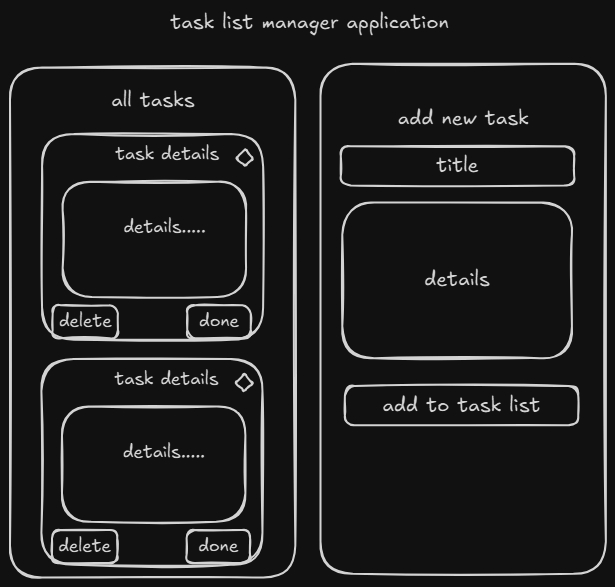 task list manager application
all tasks
task details
details.....
delete
done
task details
details.....
delete
done
add new task
title
details
add to task list